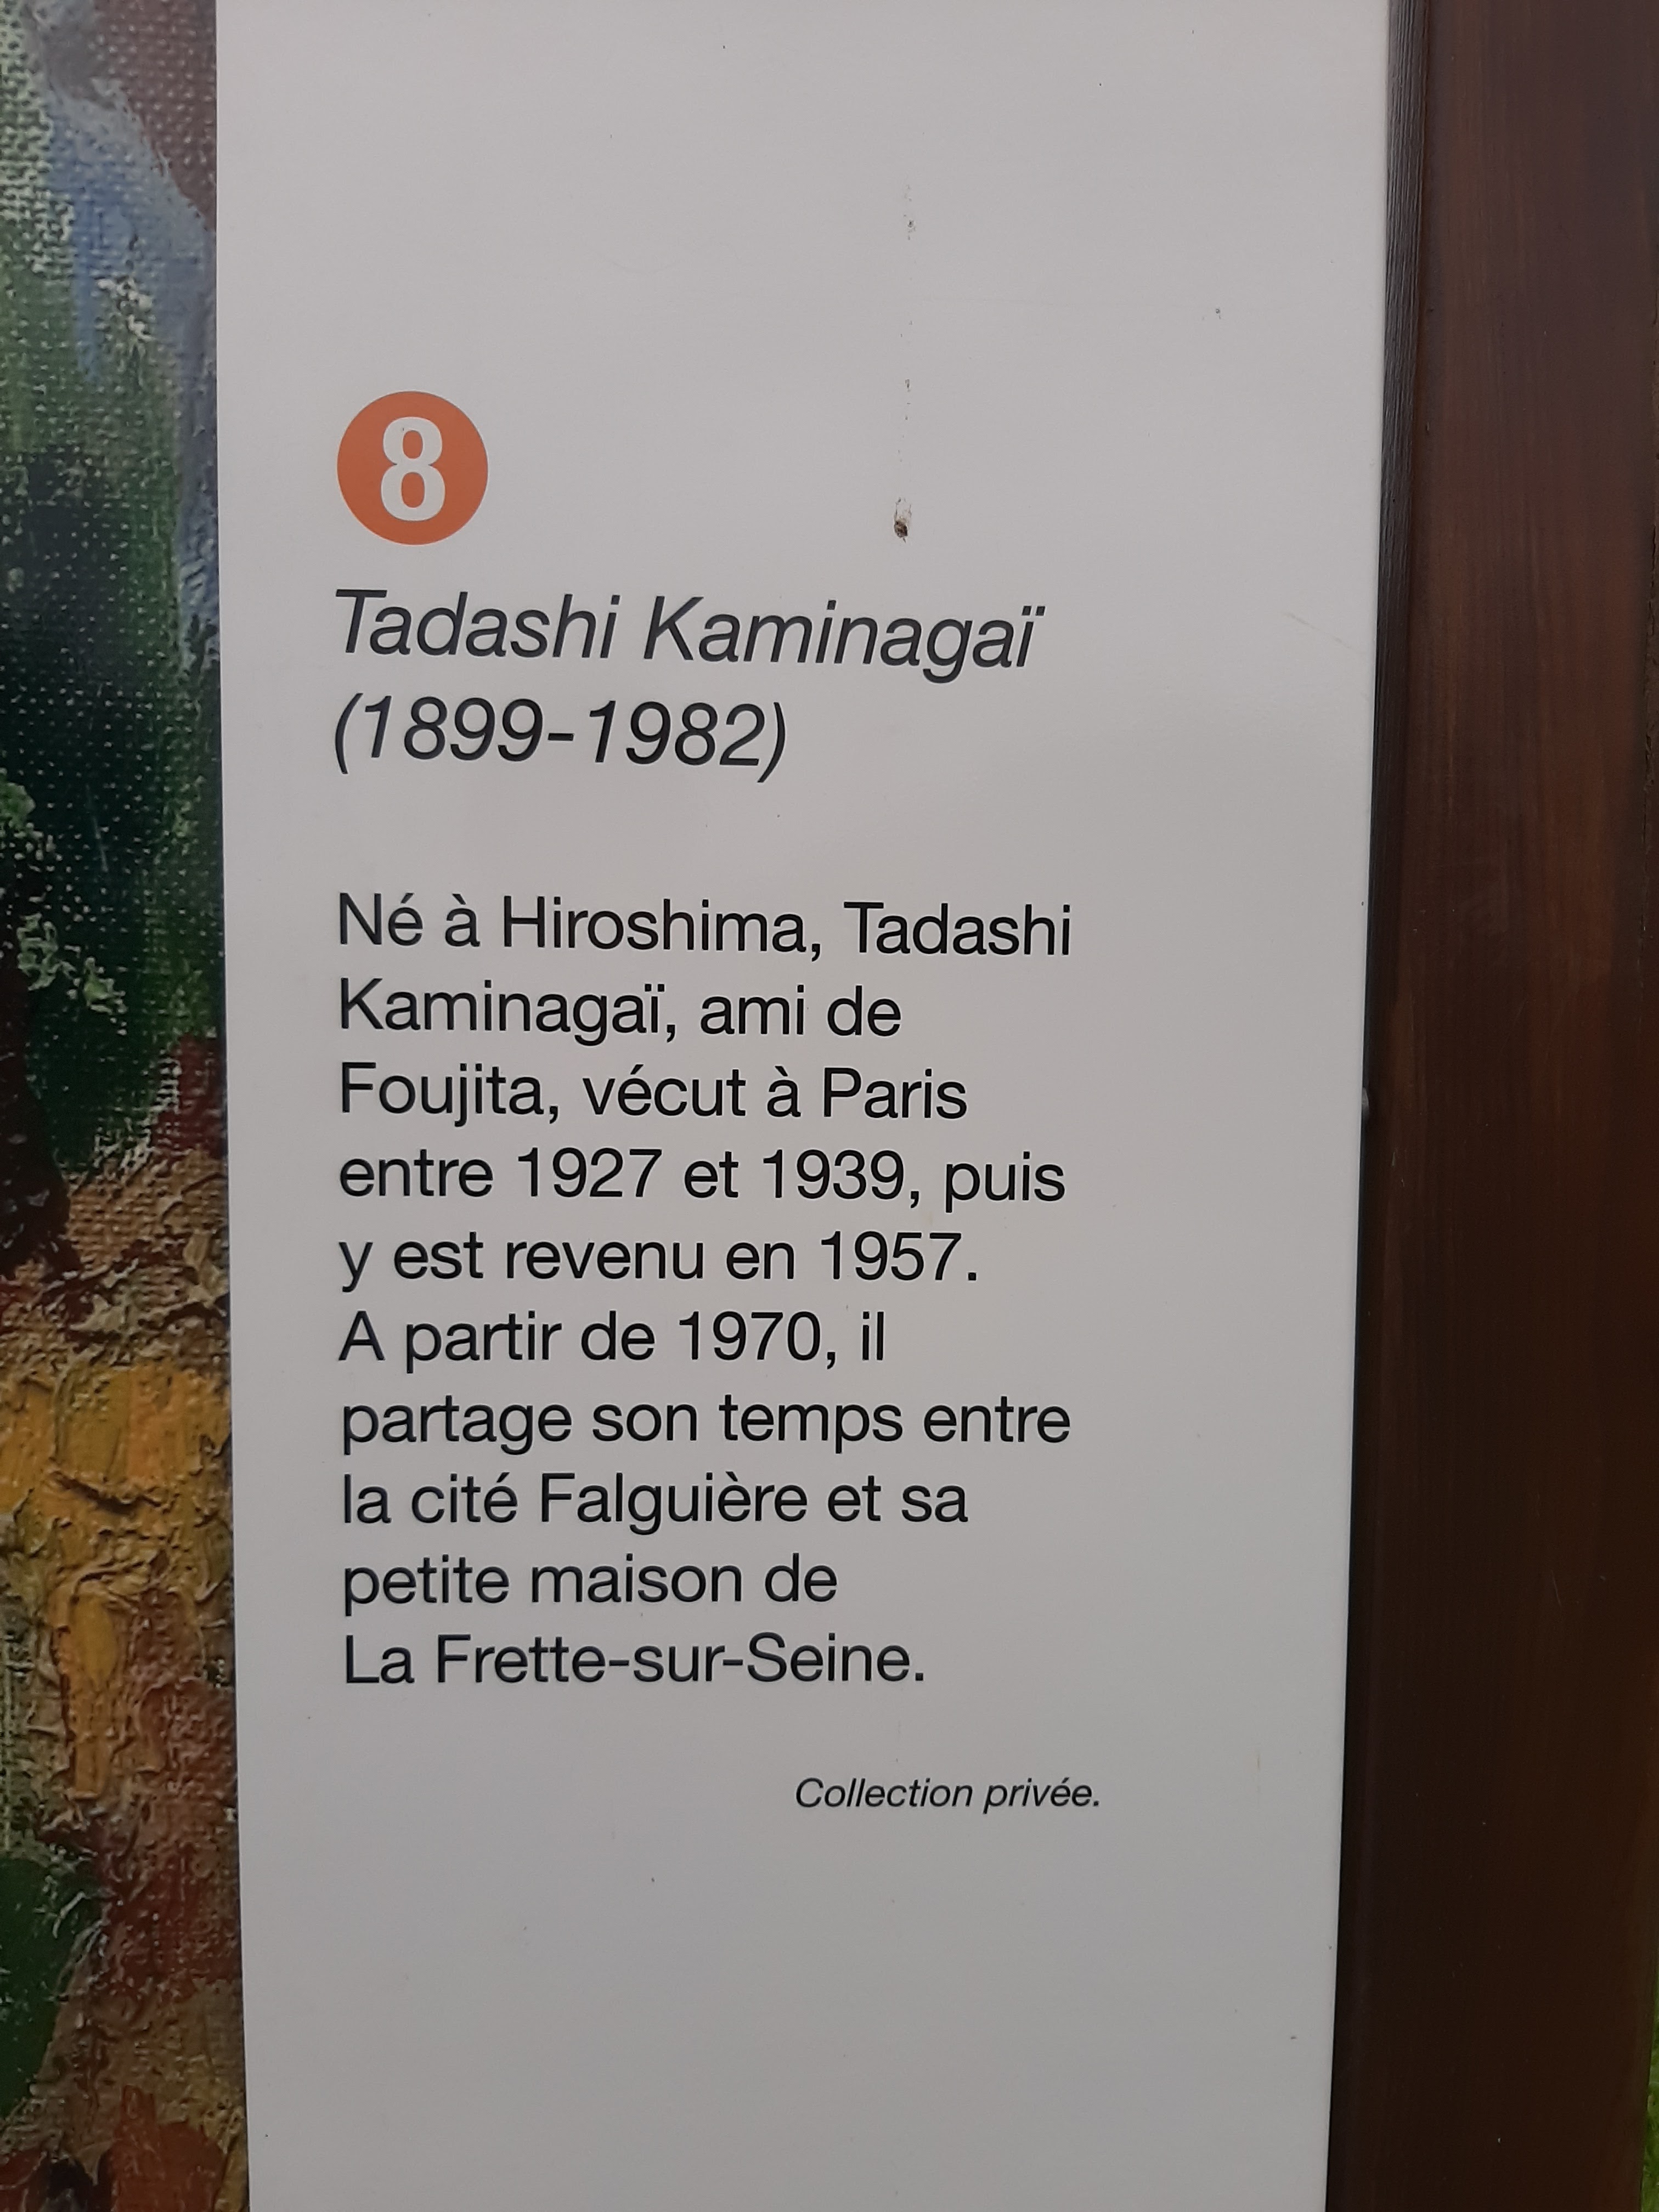 8
Tadashi Kaminagaï
(1899-1982)
Né à Hiroshima, Tadashi
Kaminagaï, ami de
Foujita, vécut à Paris
entre 1927 et 1939, puis
y est revenu en 1957.
A partir de 1970, il
partage son temps entre
la cité Falguière et sa
petite maison de
La Frette-sur-Seine.
Collection privée.